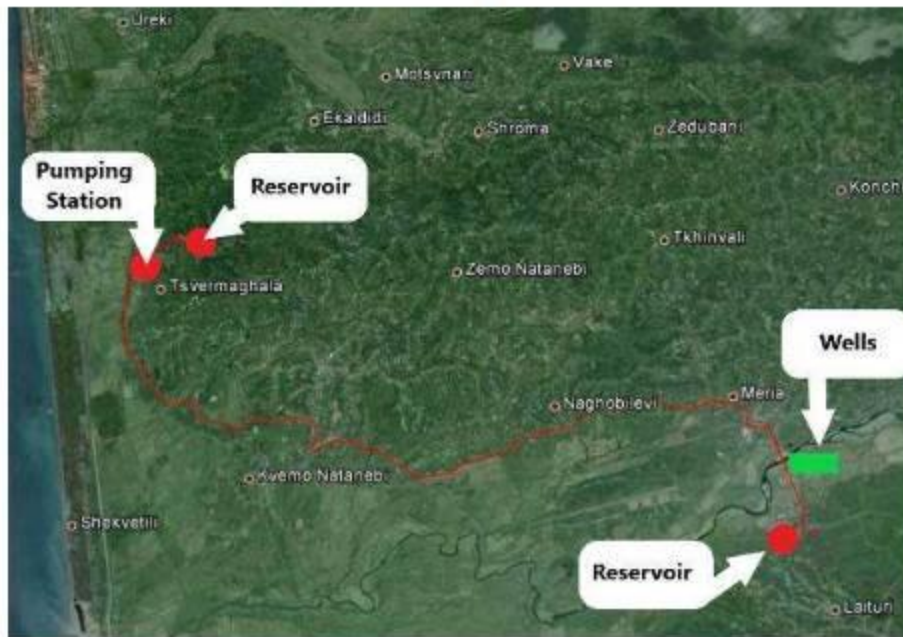 Ureki
Motsvnari
Vake
Ekaldidi
Shroma
Zedubani
Pumping
Station
Reservoir
Konchk
Tkhinvali
Zemo Natanebi
Tsvermaghala
Wells
Naghobilevi
Meria
Kvemo Natanebi
Shekvetili
Reservoir
Laituri